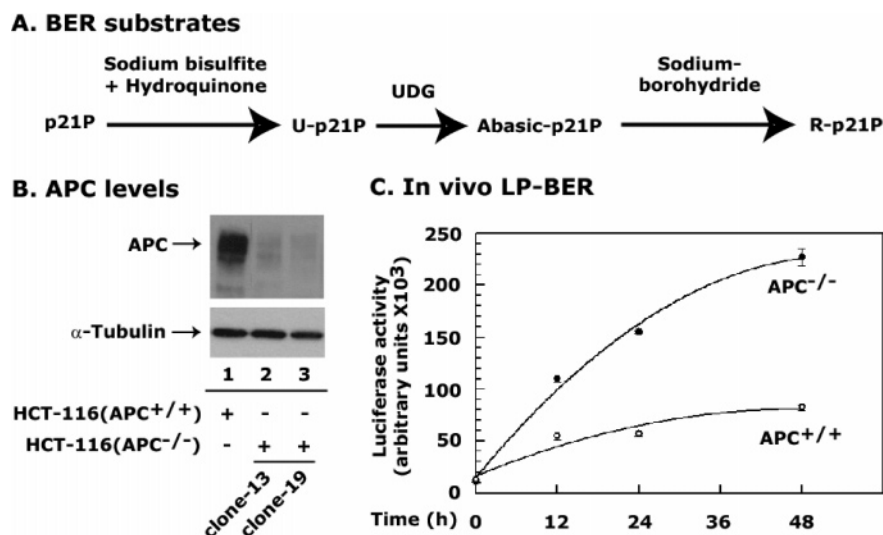 A. BER substrates
Sodium bisulfite
+ Hydroquinone
UDG
Sodium-
borohydride
p21P
U-p21P
Abasic-p21P
R-p21P
B. APC levels
APC
α-Tubulin
1 2 3
HCT-116(APC+/+) + - -
HCT-116(APC-/-) - + +
clone-13
clone-19
C. In vivo LP-BER
Luciferase activity
(arbitrary units X10³)
250
200
150
100
50
0
APC-/-
APC+/+
Time (h) 0 12 24 36 48